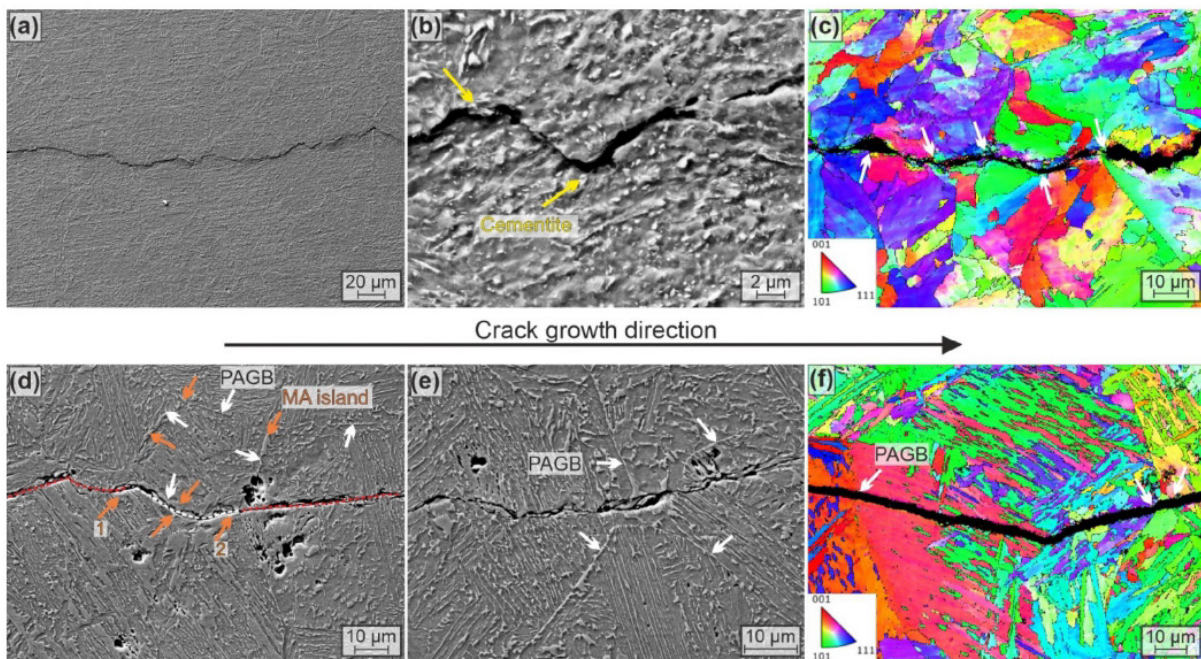 (a)
20 µm
(b)
Cementite
2 µm
(c)
001
101 111
10 µm
Crack growth direction
(d)
PAGB
MA island
1
2
10 µm
(e)
PAGB
10 µm
(f)
PAGB
001
101 111
10 µm